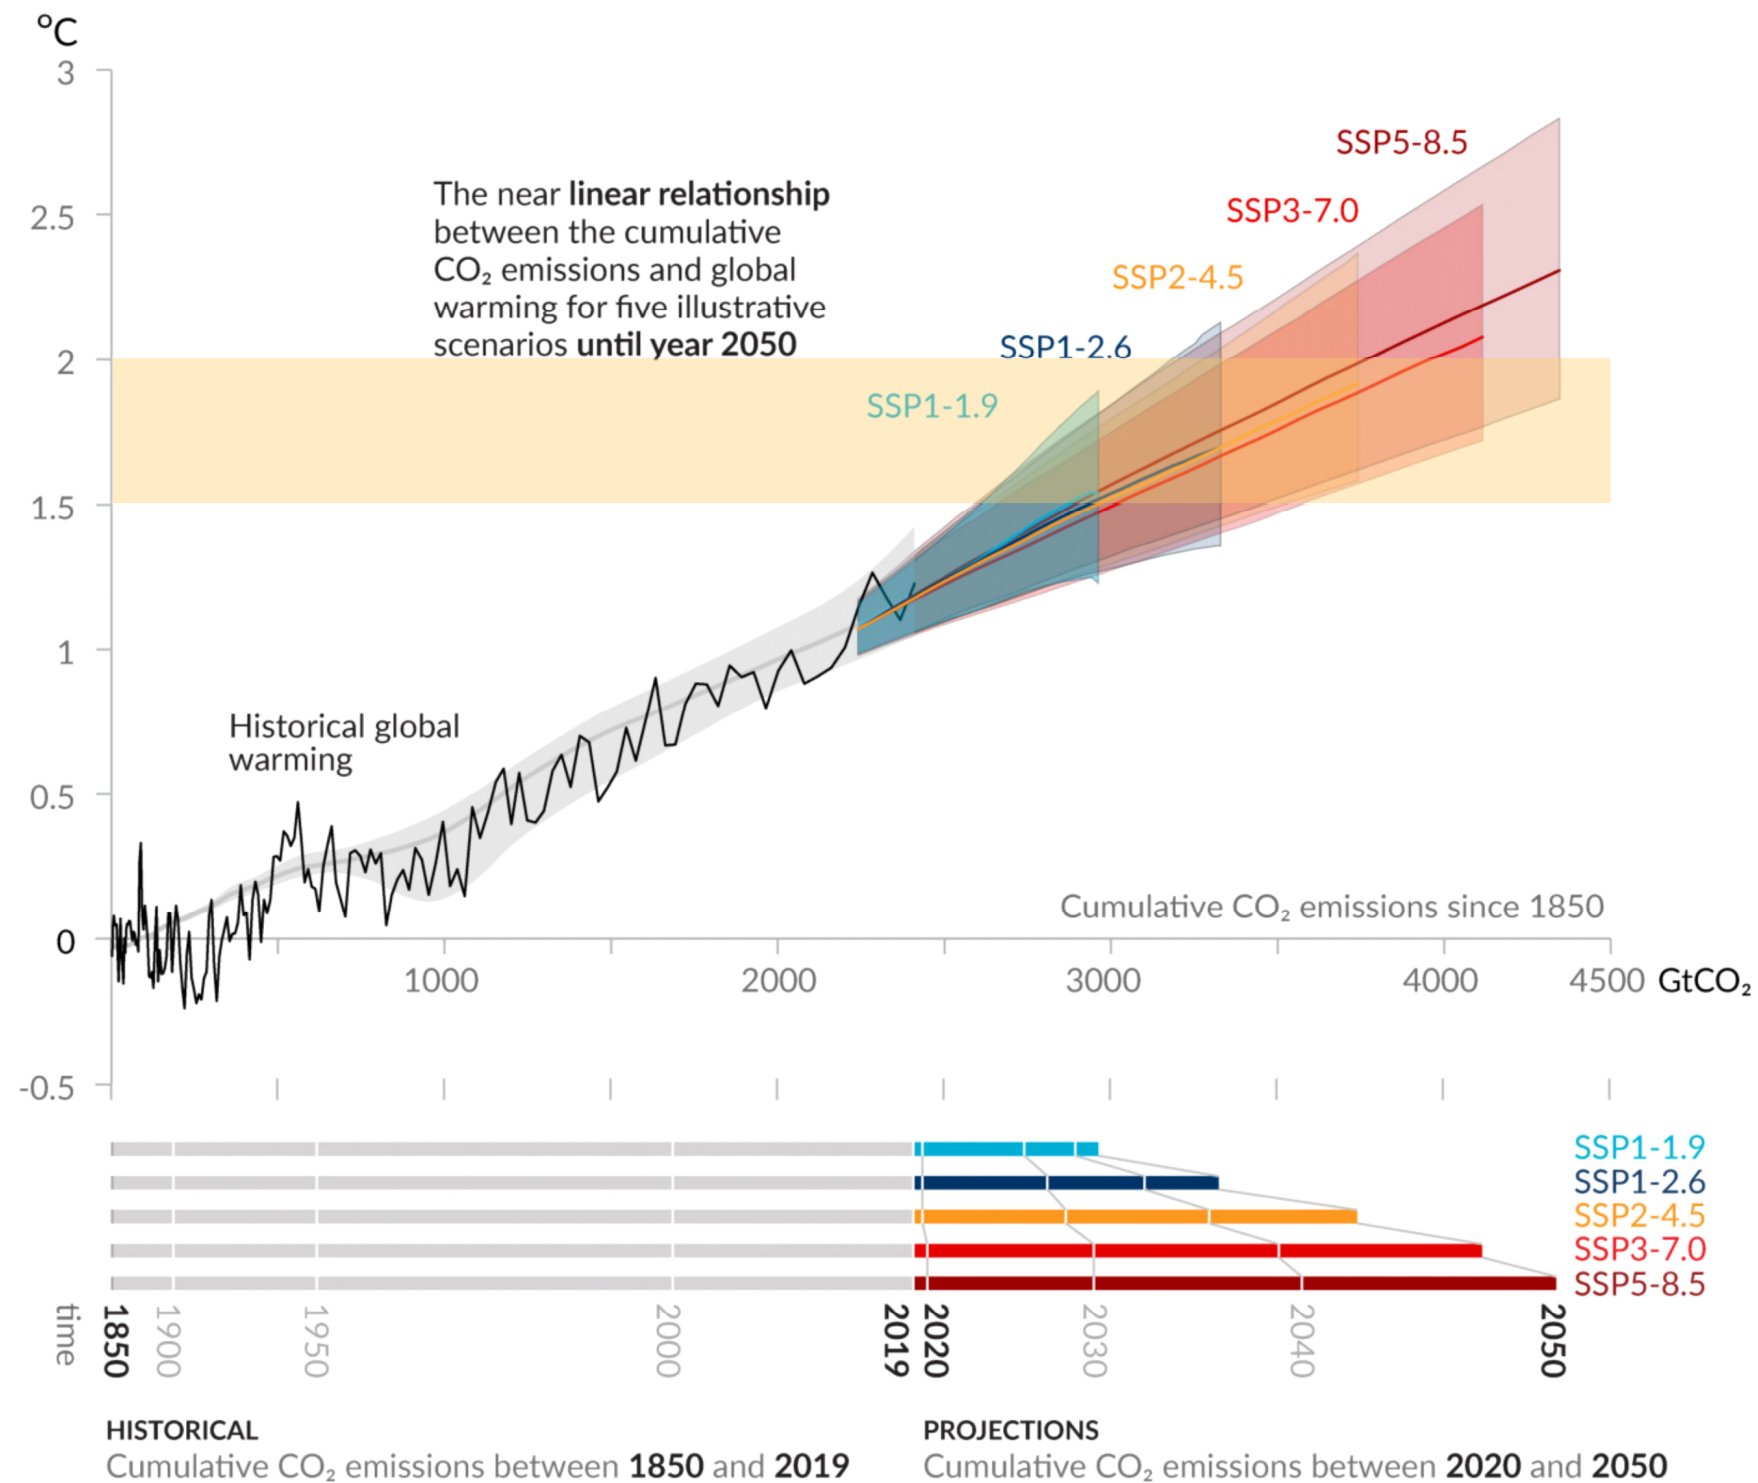 °C
3
2.5
2
1.5
1
0.5
0
-0.5
The near linear relationship
between the cumulative
CO₂ emissions and global
warming for five illustrative
scenarios until year 2050
SSP5-8.5
SSP3-7.0
SSP2-4.5
SSP1-2.6
SSP1-1.9
Historical global
warming
Cumulative CO₂ emissions since 1850
1000
2000
3000
4000
4500 GtCO₂
SSP1-1.9
SSP1-2.6
SSP2-4.5
SSP3-7.0
SSP5-8.5
time
1850
1900
1950
2000
2019
2020
2030
2040
2050
HISTORICAL
Cumulative CO₂ emissions between 1850 and 2019
PROJECTIONS
Cumulative CO₂ emissions between 2020 and 2050